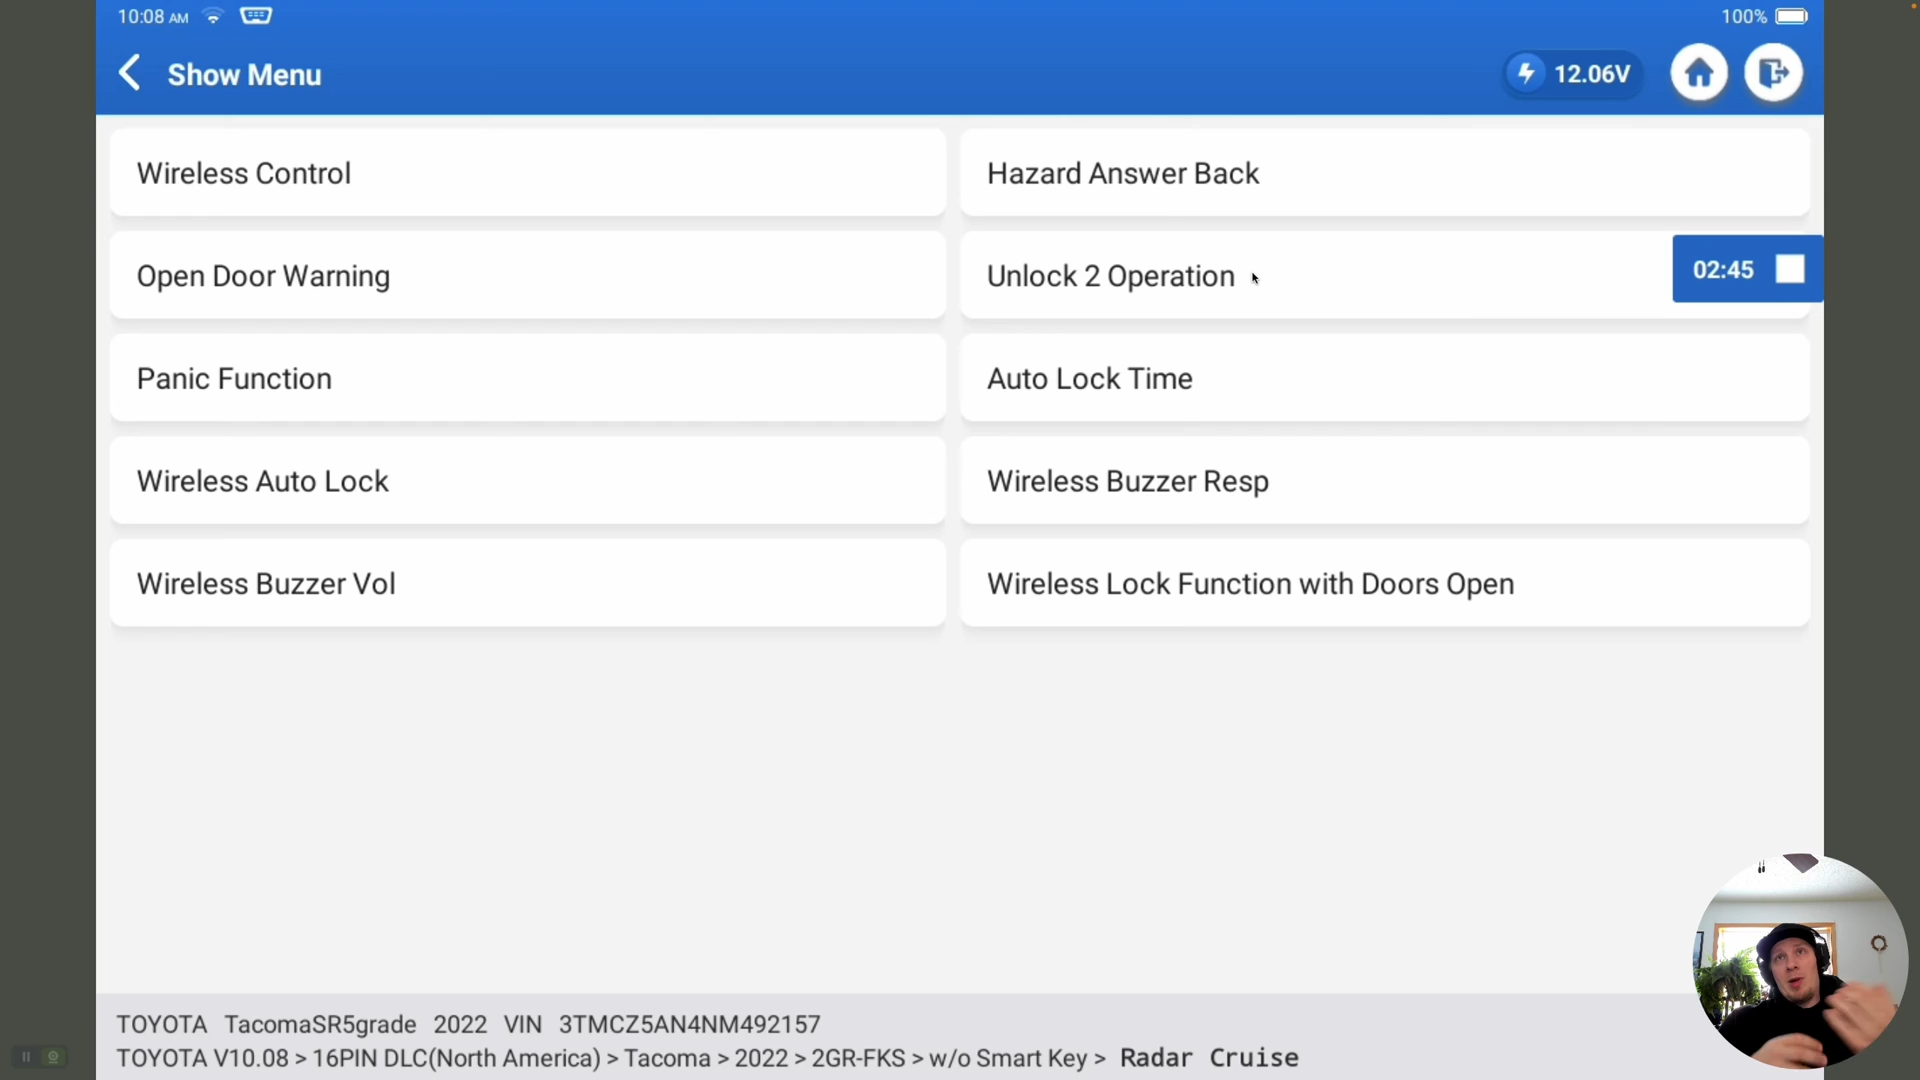 10:08 AM
100%
Show Menu
12.06V
Wireless Control
Hazard Answer Back
Open Door Warning
Unlock 2 Operation
02:45
Panic Function
Auto Lock Time
Wireless Auto Lock
Wireless Buzzer Resp
Wireless Buzzer Vol
Wireless Lock Function with Doors Open
TOYOTA TacomaSR5grade 2022 VIN 3TMCZ5AN4NM492157
TOYOTA V10.08 > 16PIN DLC(North America) > Tacoma > 2022 > 2GR-FKS > w/o Smart Key > Radar Cruise